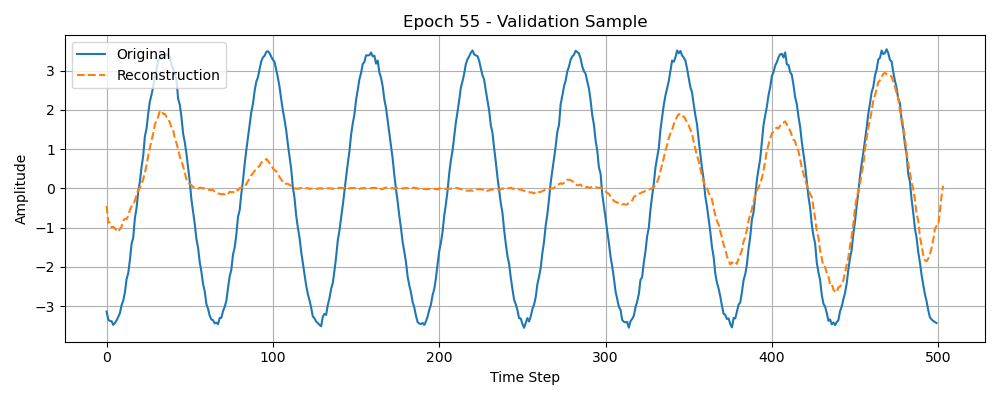 Epoch 55 - Validation Sample
Original
Reconstruction
Amplitude
3
2
1
0
−1
−2
−3
0 100 200 300 400 500
Time Step